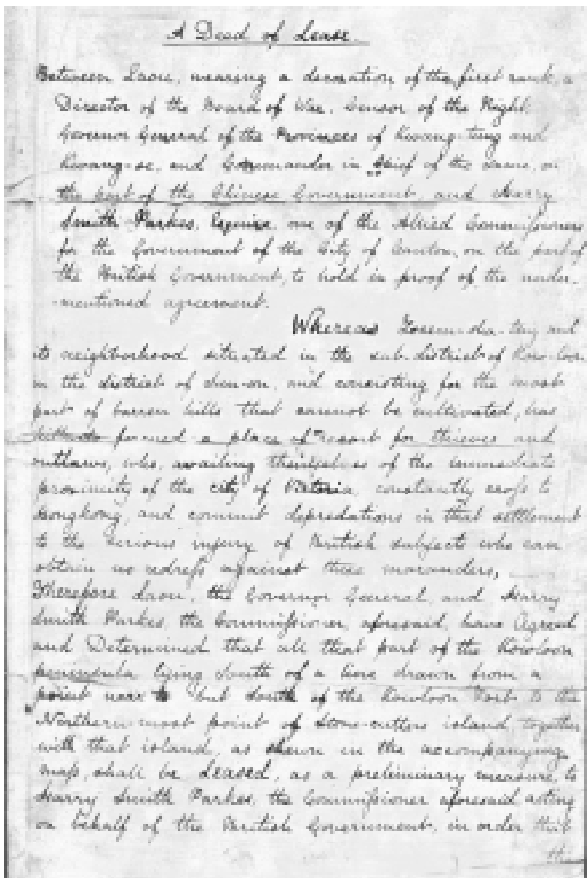 A Deed of Lease.
Between Laou, wearing a decoration of the first rank, a
Director of the Board of War, Censor of the Right
Governor General of the Provinces of Kwang-tung and
Kwang-se, and Commander in Chief of the same, on
the part of the Chinese Government, and Harry
Smith Parkes, Esquire, one of the Allied Commissioners
for the Government of the City of Canton, on the part of
the British Government, to hold in proof of the under-
-mentioned agreement.
Whereas and
its neighborhood situated in the sub-district of Kow-loon
in the district of and consisting for the most
part of barren hills that cannot be cultivated, has
hitherto formed a place of resort for thieves and
outlaws, who, availing themselves of the immediate
proximity of the city of Victoria, constantly cross to
Hongkong, and commit depredations in that settlement
to the serious injury of British subjects who can
obtain no redress against these marauders,
Therefore Laou, the Governor General, and Harry
Smith Parkes, the Commissioner, aforesaid, have Agreed
and Determined that all that part of the Kowloon
peninsula lying South of a line drawn from a
point near to but South of the Kowloon Fort to the
Northern-most point of Stone-cutters island together
with that island, as shewn in the accompanying
map, shall be Leased, as a preliminary measure, to
Harry Smith Parkes, the Commissioner aforesaid acting
on behalf of the British Government, in order that
the